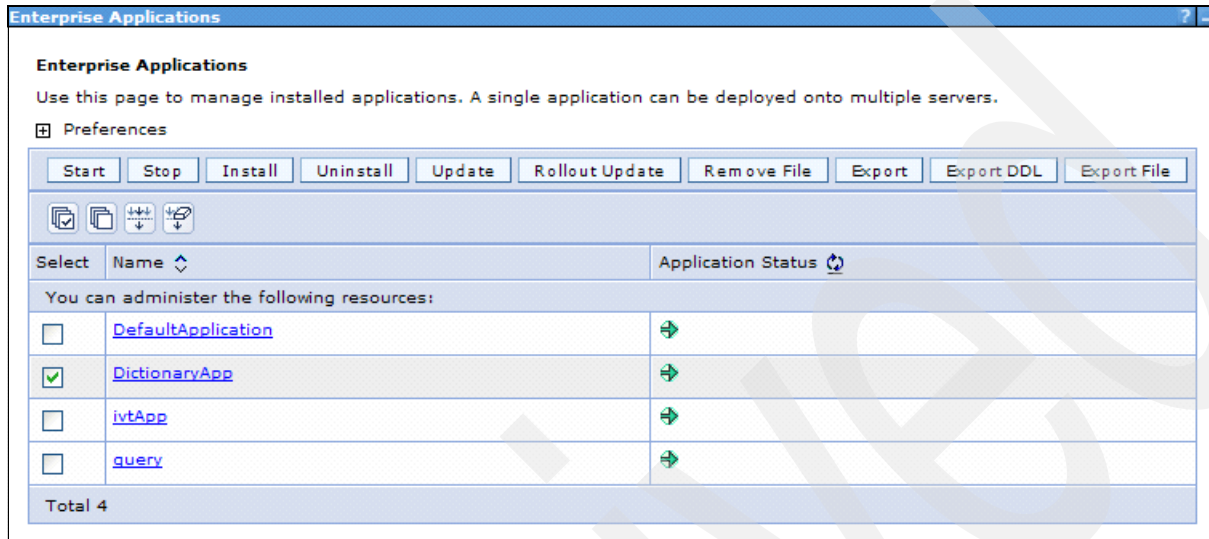 Enterprise Applications ?
Enterprise Applications
Use this page to manage installed applications. A single application can be deployed onto multiple servers.
Preferences
Start Stop Install Uninstall Update Rollout Update Remove File Export Export DDL Export File
Select Name Application Status
You can administer the following resources:
DefaultApplication
DictionaryApp
ivtApp
query
Total 4